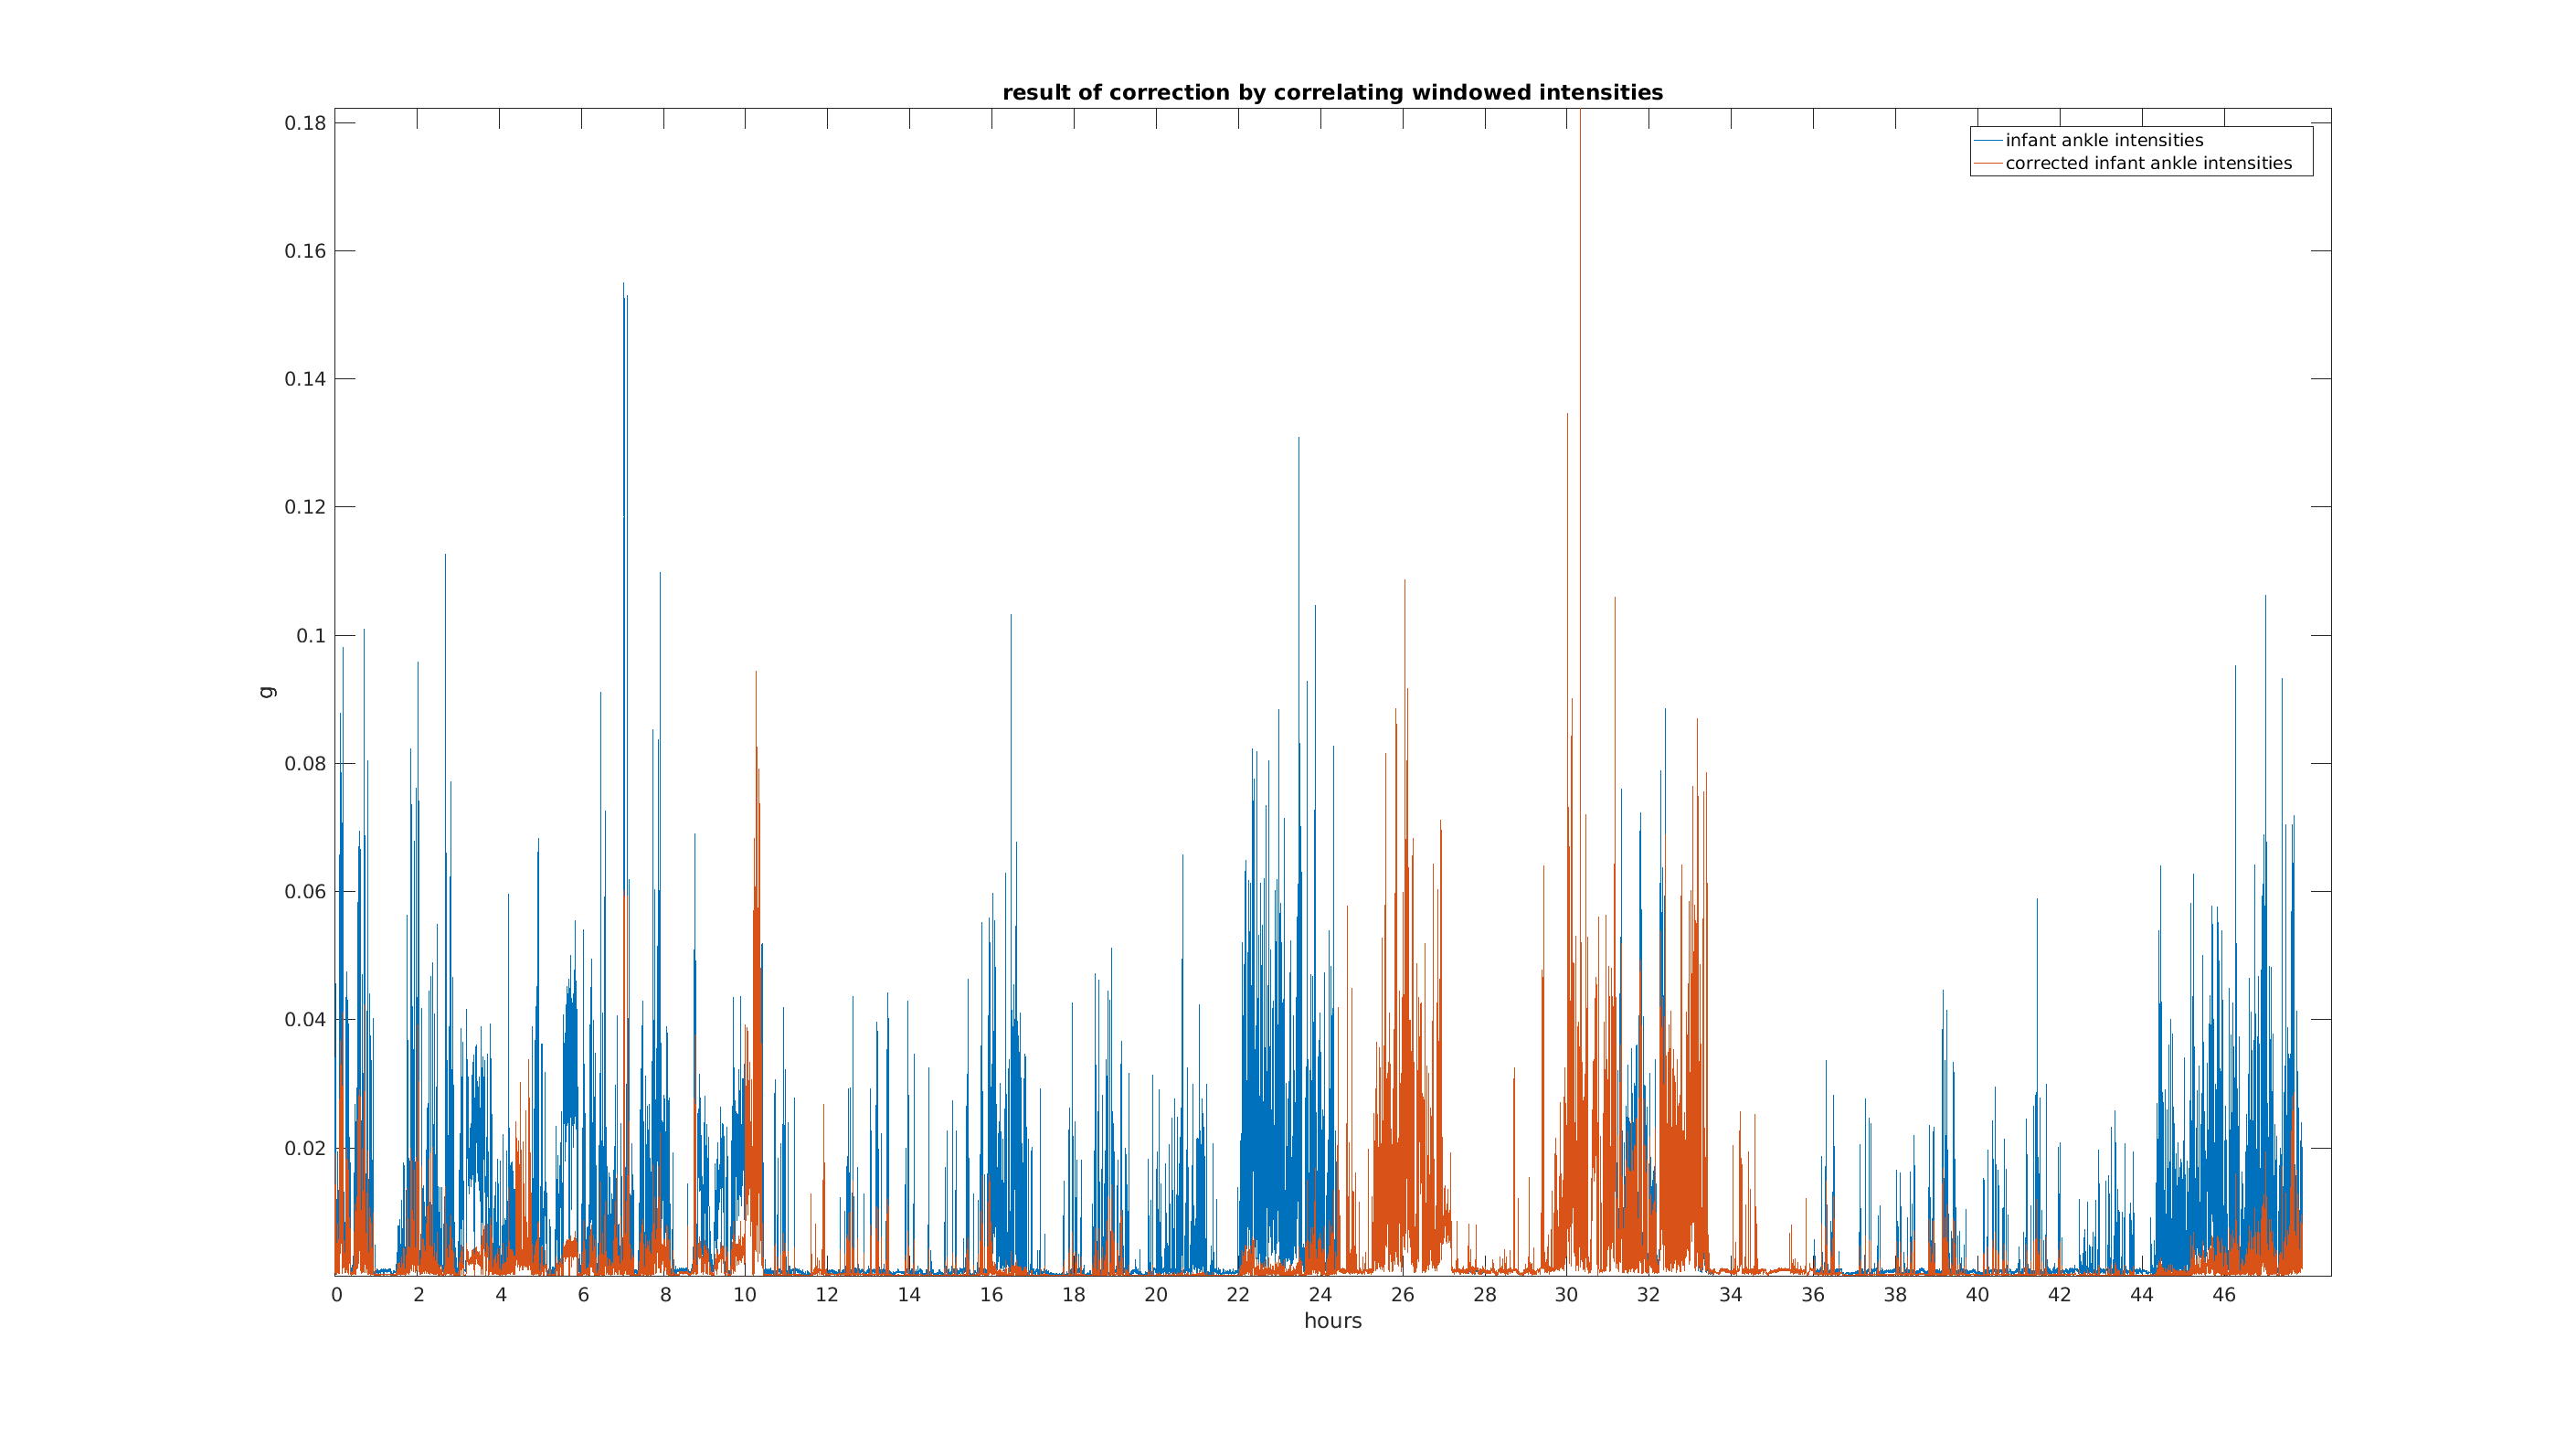 result of correction by correlating windowed intensities
infant ankle intensities
corrected infant ankle intensities
0.18
0.16
0.14
0.12
0.1
0.08
0.06
0.04
0.02
g
0 2 4 6 8 10 12 14 16 18 20 22 24 26 28 30 32 34 36 38 40 42 44 46
hours